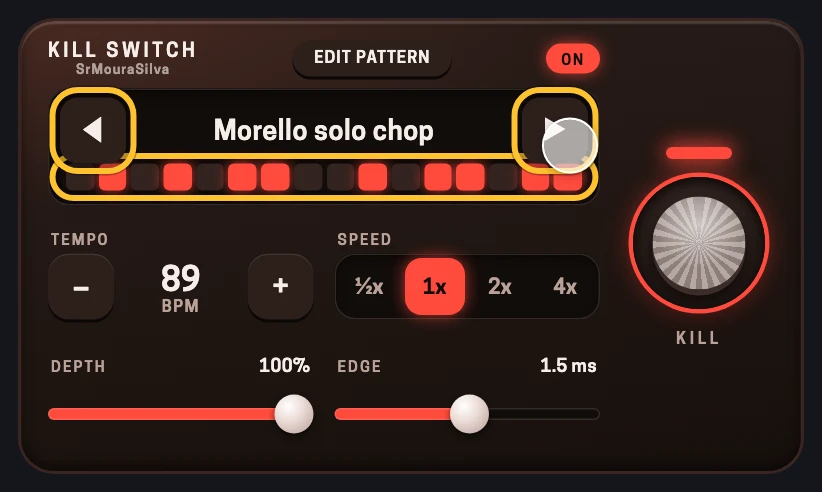 KILL SWITCH
SrMouraSilva
EDIT PATTERN
ON
Morello solo chop
TEMPO
SPEED
–
89
BPM
+
½x
1x
2x
4x
KILL
DEPTH
100%
EDGE
1.5 ms